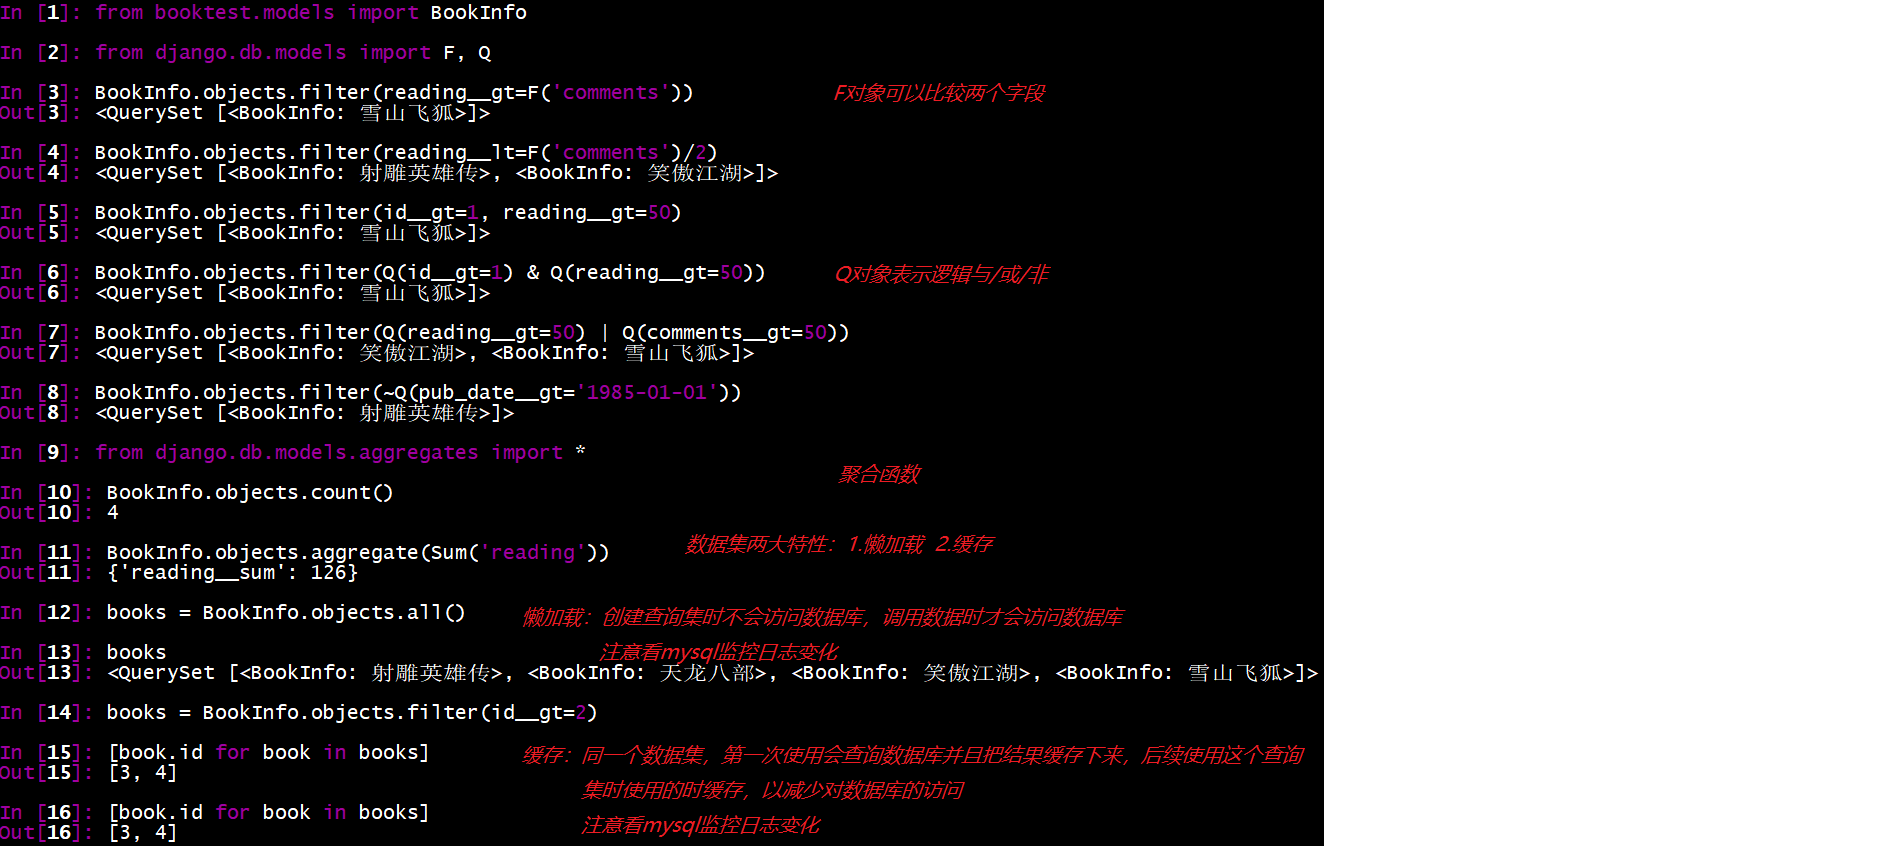 In [1]: from booktest.models import BookInfo
In [2]: from django.db.models import F, Q
In [3]: BookInfo.objects.filter(reading__gt=F('comments')) F对象可以比较两个字段
Out[3]: <QuerySet [<BookInfo: 雪山飞狐>]>
In [4]: BookInfo.objects.filter(reading__lt=F('comments')/2)
Out[4]: <QuerySet [<BookInfo: 射雕英雄传>, <BookInfo: 笑傲江湖>]>
In [5]: BookInfo.objects.filter(id__gt=1, reading__gt=50)
Out[5]: <QuerySet [<BookInfo: 雪山飞狐>]>
In [6]: BookInfo.objects.filter(Q(id__gt=1) & Q(reading__gt=50)) Q对象表示逻辑与/或/非
Out[6]: <QuerySet [<BookInfo: 雪山飞狐>]>
In [7]: BookInfo.objects.filter(Q(reading__gt=50) | Q(comments__gt=50))
Out[7]: <QuerySet [<BookInfo: 笑傲江湖>, <BookInfo: 雪山飞狐>]>
In [8]: BookInfo.objects.filter(~Q(pub_date__gt='1985-01-01'))
Out[8]: <QuerySet [<BookInfo: 射雕英雄传>]>
In [9]: from django.db.models.aggregates import *
聚合函数
In [10]: BookInfo.objects.count()
Out[10]: 4
数据集两大特性：1.懒加载 2.缓存
In [11]: BookInfo.objects.aggregate(Sum('reading'))
Out[11]: {'reading__sum': 126}
In [12]: books = BookInfo.objects.all() 懒加载：创建查询集时不会访问数据库，调用数据时才会访问数据库
In [13]: books 注意看mysql监控日志变化
Out[13]: <QuerySet [<BookInfo: 射雕英雄传>, <BookInfo: 天龙八部>, <BookInfo: 笑傲江湖>, <BookInfo: 雪山飞狐>]>
In [14]: books = BookInfo.objects.filter(id__gt=2)
In [15]: [book.id for book in books] 缓存：同一个数据集，第一次使用会查询数据库并且把结果缓存下来，后续使用这个查询
Out[15]: [3, 4]
集时使用的时缓存，以减少对数据库的访问
In [16]: [book.id for book in books]
注意看mysql监控日志变化
Out[16]: [3, 4]